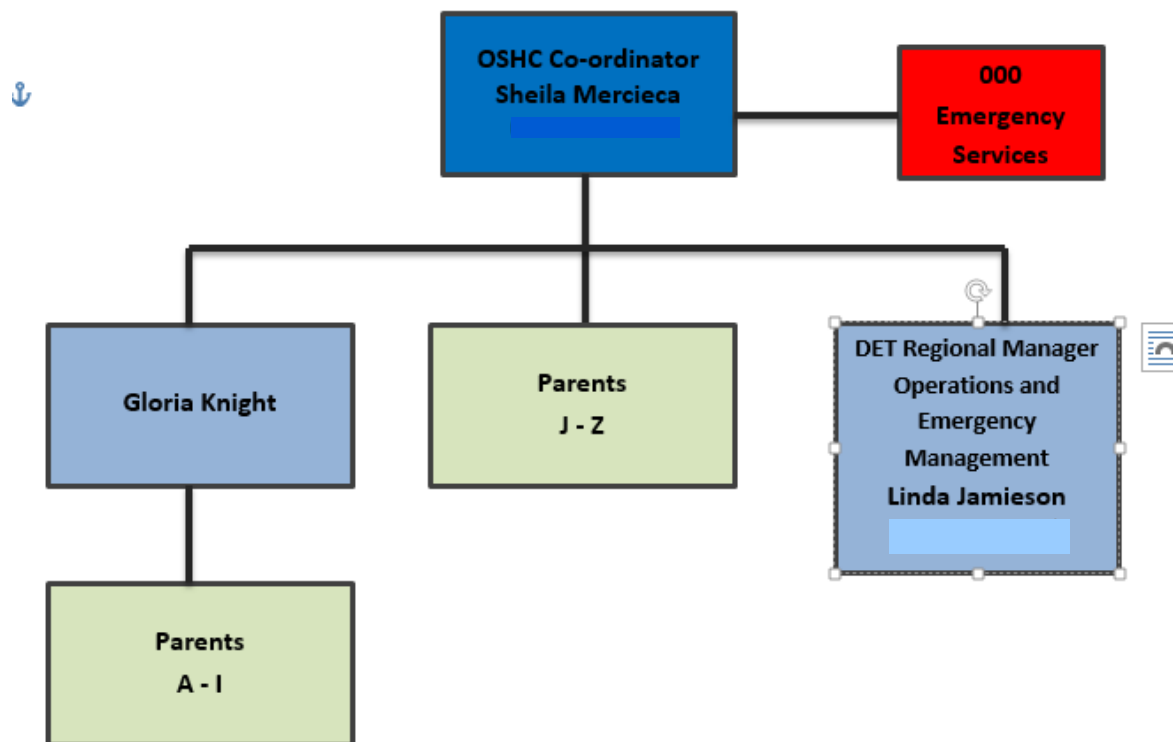 OSHC Co-ordinator
Sheila Mercieca
000
Emergency
Services
Gloria Knight
Parents
J - Z
DET Regional Manager
Operations and
Emergency
Management
Linda Jamieson
Parents
A - I